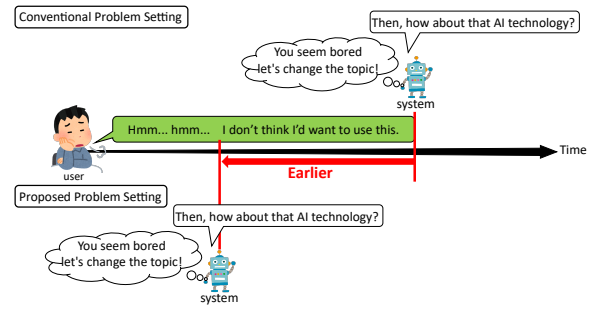 Conventional Problem Setting
Then, how about that AI technology?
You seem bored
let's change the topic!
system
Hmm... hmm... I don't think I'd want to use this.
Time
user
Earlier
Proposed Problem Setting
Then, how about that AI technology?
You seem bored
let's change the topic!
system